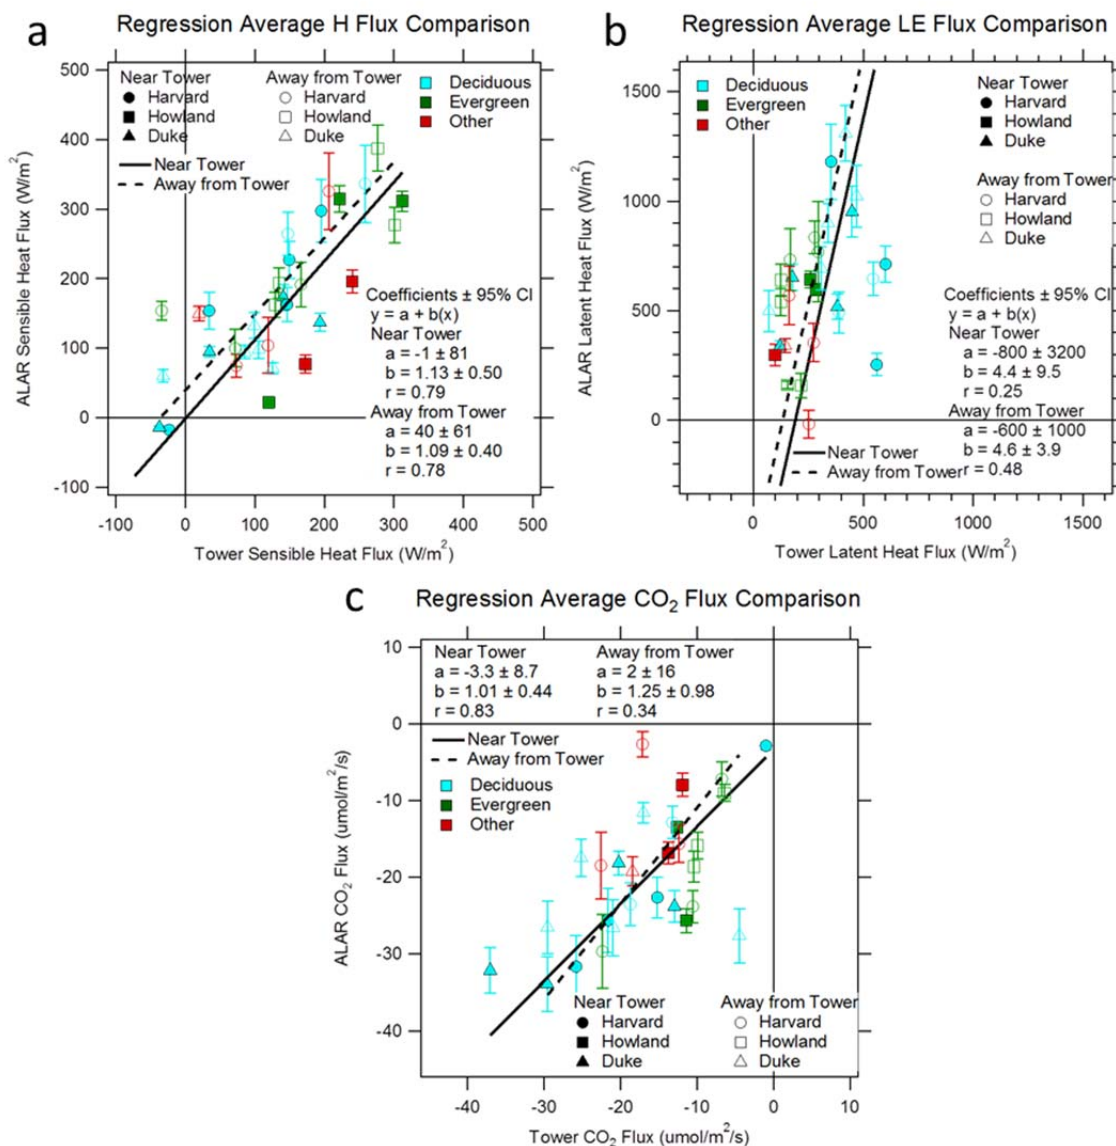 a
Regression Average H Flux Comparison
500
400
300
200
100
0
-100
ALAR Sensible Heat Flux (W/m²)
Near Tower
Harvard
Howland
Duke
Away from Tower
Harvard
Howland
Duke
Deciduous
Evergreen
Other
Near Tower
Away from Tower
Coefficients ± 95% CI
y = a + b(x)
Near Tower
a = -1 ± 81
b = 1.13 ± 0.50
r = 0.79
Away from Tower
a = 40 ± 61
b = 1.09 ± 0.40
r = 0.78
-100
0
100
200
300
400
500
Tower Sensible Heat Flux (W/m²)
b
Regression Average LE Flux Comparison
1500
1000
500
0
ALAR Latent Heat Flux (W/m²)
Deciduous
Evergreen
Other
Near Tower
Harvard
Howland
Duke
Away from Tower
Harvard
Howland
Duke
Coefficients ± 95% CI
y = a + b(x)
Near Tower
a = -800 ± 3200
b = 4.4 ± 9.5
r = 0.25
Away from Tower
a = -600 ± 1000
b = 4.6 ± 3.9
r = 0.48
Near Tower
Away from Tower
0
500
1000
1500
Tower Latent Heat Flux (W/m²)
c
Regression Average CO₂ Flux Comparison
10
0
-10
-20
-30
-40
ALAR CO₂ Flux (umol/m²/s)
Near Tower
a = -3.3 ± 8.7
b = 1.01 ± 0.44
r = 0.83
Away from Tower
a = 2 ± 16
b = 1.25 ± 0.98
r = 0.34
Near Tower
Away from Tower
Deciduous
Evergreen
Other
Near Tower
Harvard
Howland
Duke
Away from Tower
Harvard
Howland
Duke
-40
-30
-20
-10
0
10
Tower CO₂ Flux (umol/m²/s)